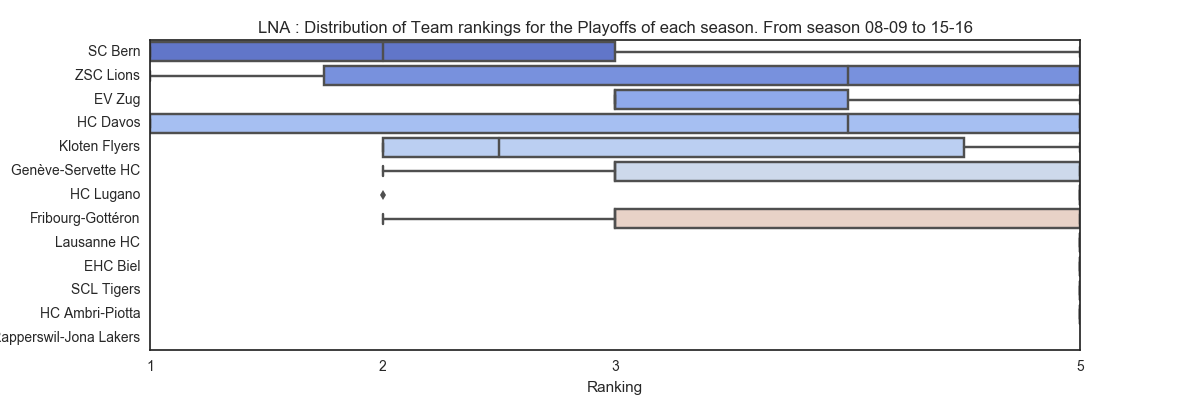 LNA : Distribution of Team rankings for the Playoffs of each season. From season 08-09 to 15-16
SC Bern
ZSC Lions
EV Zug
HC Davos
Kloten Flyers
Genève-Servette HC
HC Lugano
Fribourg-Gottéron
Lausanne HC
EHC Biel
SCL Tigers
HC Ambri-Piotta
Lakers
1 2 3 5
Ranking